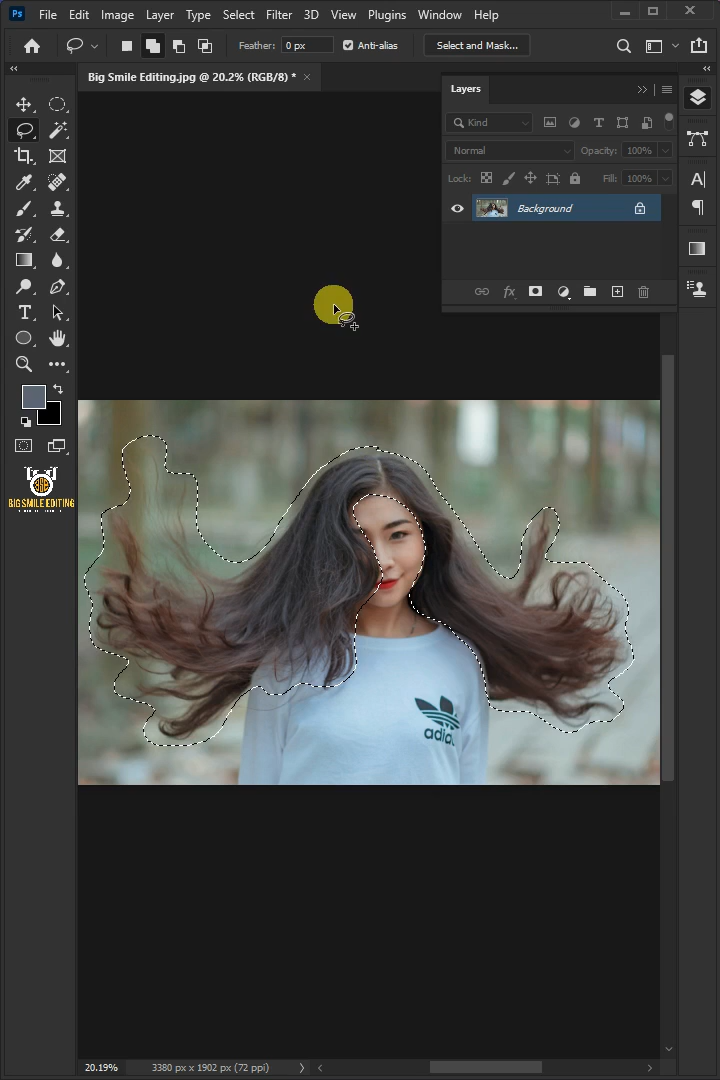 Ps File Edit Image Layer Type Select Filter 3D View Plugins Window Help
Feather: 0 px Anti-alias Select and Mask...
Big Smile Editing.jpg @ 20.2% (RGB/8) * ×
Layers
Kind
Normal Opacity: 100%
Lock: Fill: 100%
Background
fx
BIG SMILE EDITING
adidas
20.19% 3380 px x 1902 px (72 ppi)